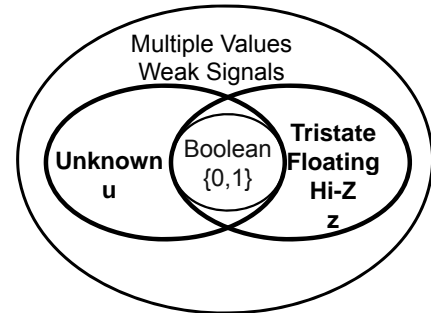 Multiple Values
Weak Signals
Unknown
u
Boolean
{0,1}
Tristate
Floating
Hi-Z
z